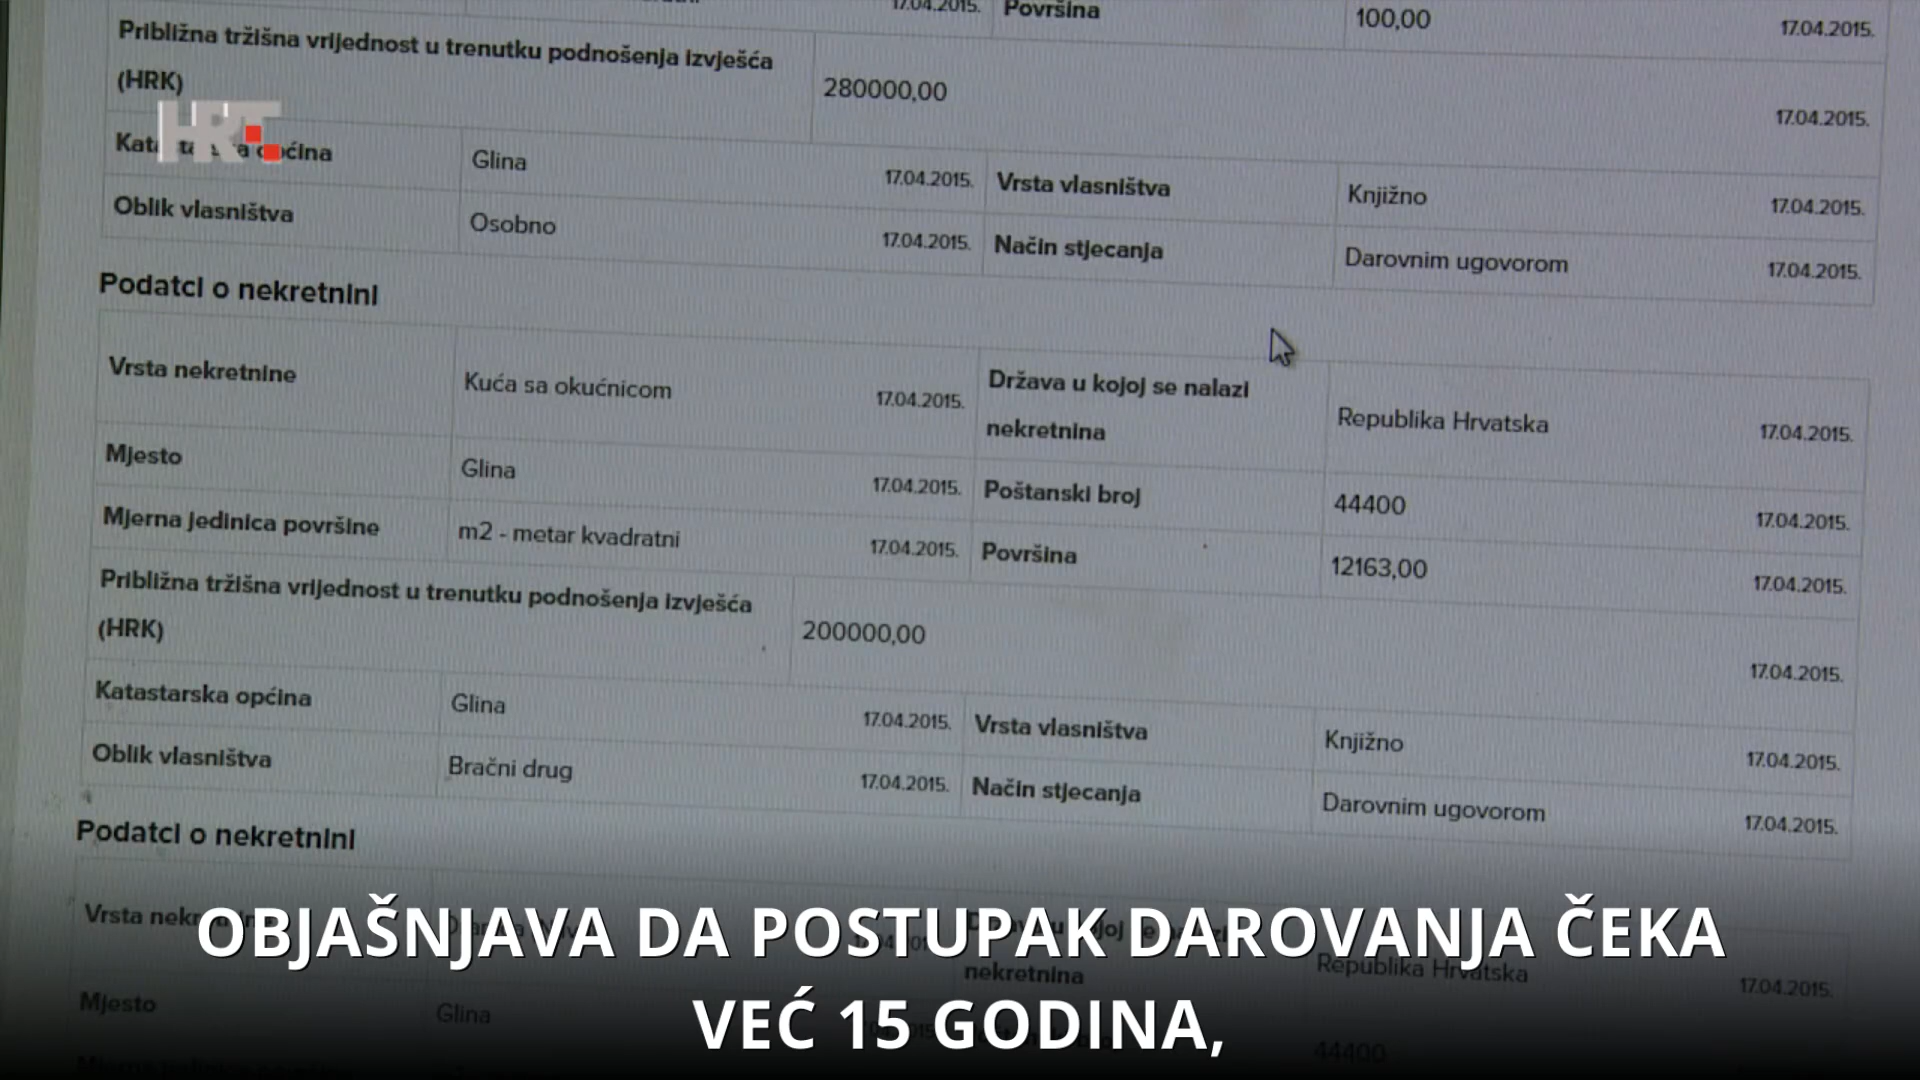 17.04.2015. Površina 100,00 17.04.2015.
Približna tržišna vrijednost u trenutku podnošenja izvješća
(HRK) 280000,00 17.04.2015.
HRT
općina Glina 17.04.2015. Vrsta vlasništva Knjižno 17.04.2015.
Oblik vlasništva Osobno 17.04.2015. Način stjecanja Darovnim ugovorom 17.04.2015.
Podatci o nekretnini
Vrsta nekretnine Kuća sa okućnicom 17.04.2015. Država u kojoj se nalazi
nekretnina Republika Hrvatska 17.04.2015.
Mjesto Glina 17.04.2015. Poštanski broj 44400 17.04.2015.
Mjerna jedinica površine m2 - metar kvadratni 17.04.2015. Površina 12163,00 17.04.2015.
Približna tržišna vrijednost u trenutku podnošenja izvješća
(HRK) 200000,00 17.04.2015.
Katastarska općina Glina 17.04.2015. Vrsta vlasništva Knjižno 17.04.2015.
Oblik vlasništva Bračni drug 17.04.2015. Način stjecanja Darovnim ugovorom 17.04.2015.
Podatci o nekretnini
Vrsta
nekretnina Republika Hrvatska 17.04.2015.
Mjesto Glina 44400
OBJAŠNJAVA DA POSTUPAK DAROVANJA ČEKA
VEĆ 15 GODINA,